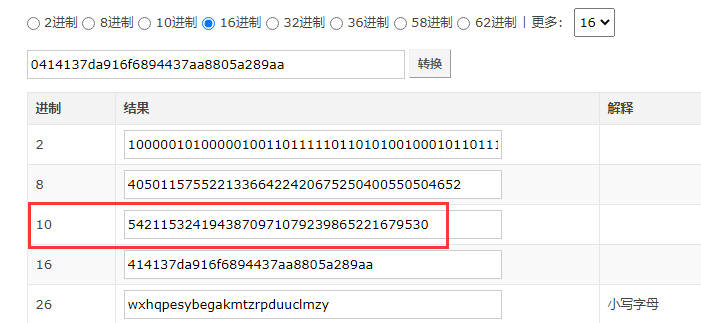 2进制 8进制 10进制 16进制 32进制 36进制 58进制 62进制 | 更多： 16
0414137da916f6894437aa8805a289aa 转换
进制 结果 解释
2 10000010100000100110111110110101001000101101111
8 40501157552213366422420675250400550504652
10 5421153241943870971079239865221679530
16 414137da916f6894437aa8805a289aa
26 wxhqpesybegakmtzrpduuclmzy 小写字母